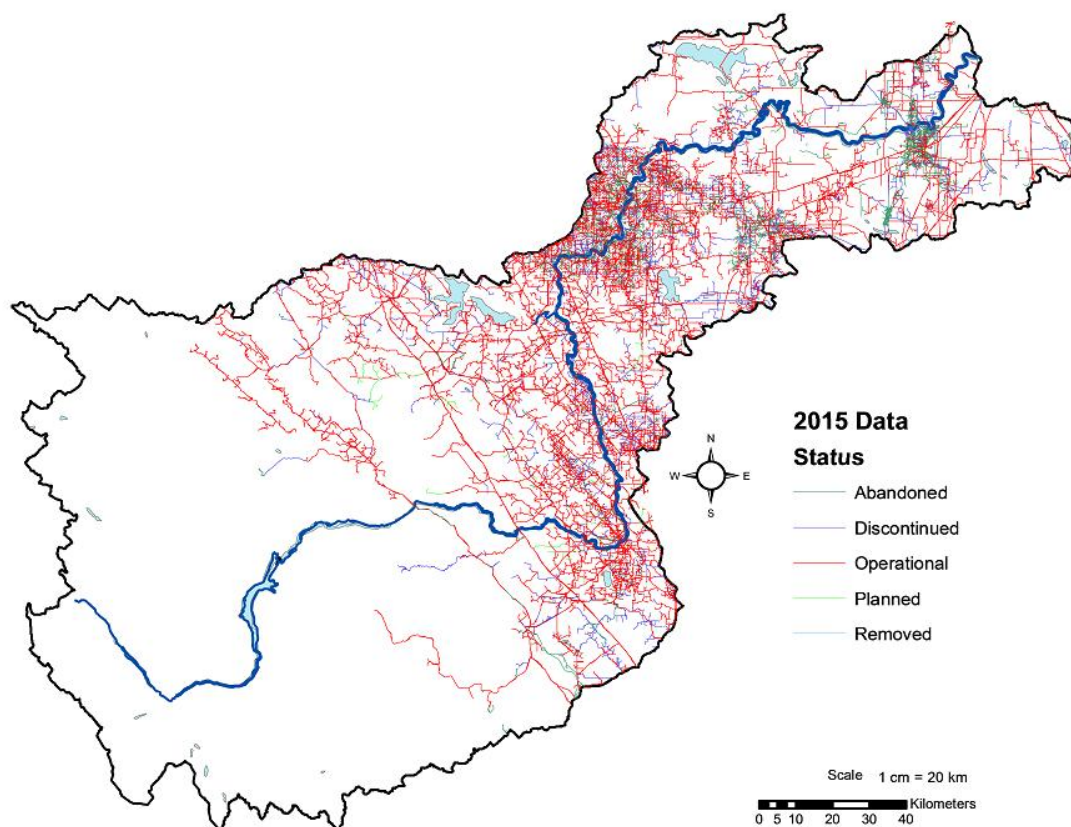 2015 Data
Status
N
W E
S
Abandoned
Discontinued
Operational
Planned
Removed
Scale 1 cm = 20 km
Kilometers
0 5 10 20 30 40